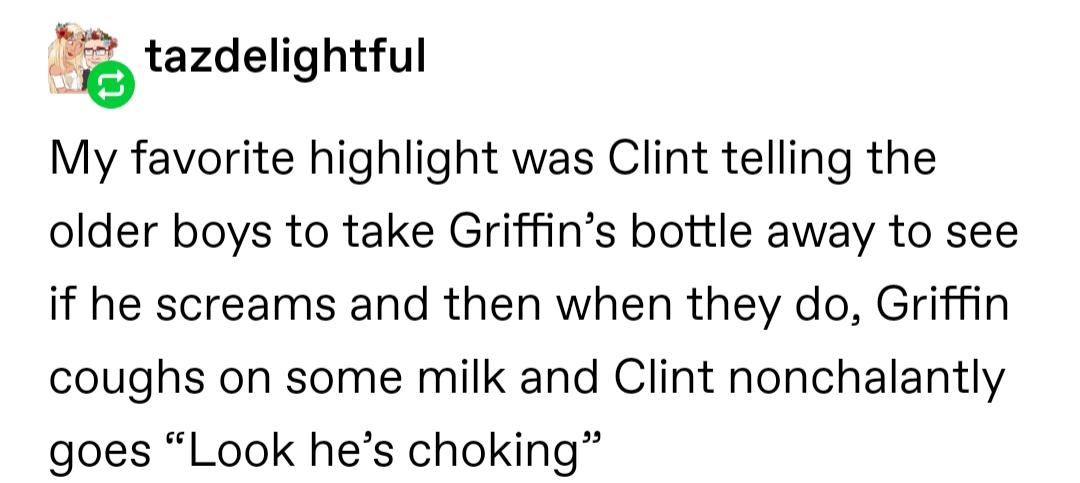 tazdelightful
My favorite highlight was Clint telling the
older boys to take Griffin’s bottle away to see
if he screams and then when they do, Griffin
coughs on some milk and Clint nonchalantly
goes “Look he’s choking”